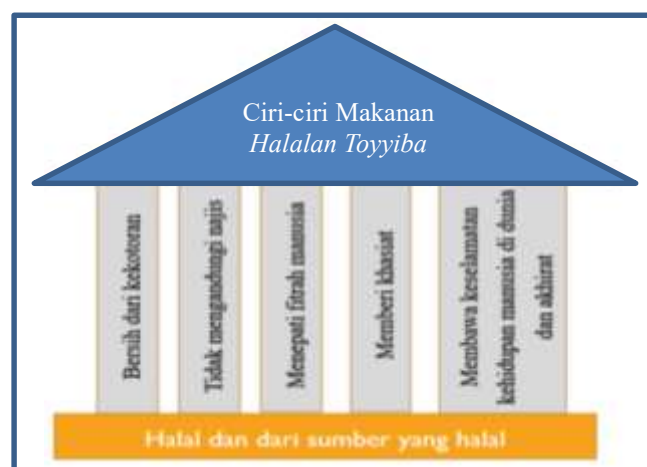 Ciri-ciri Makanan
Halalan Toyyiba
Bersih dari kekotoran
Tidak mengandungi najis
Menepati fitrah manusia
Memberi khasiat
Membawa keselamatan
kehidupan manusia di dunia
dan akhirat
Halal dan dari sumber yang halal